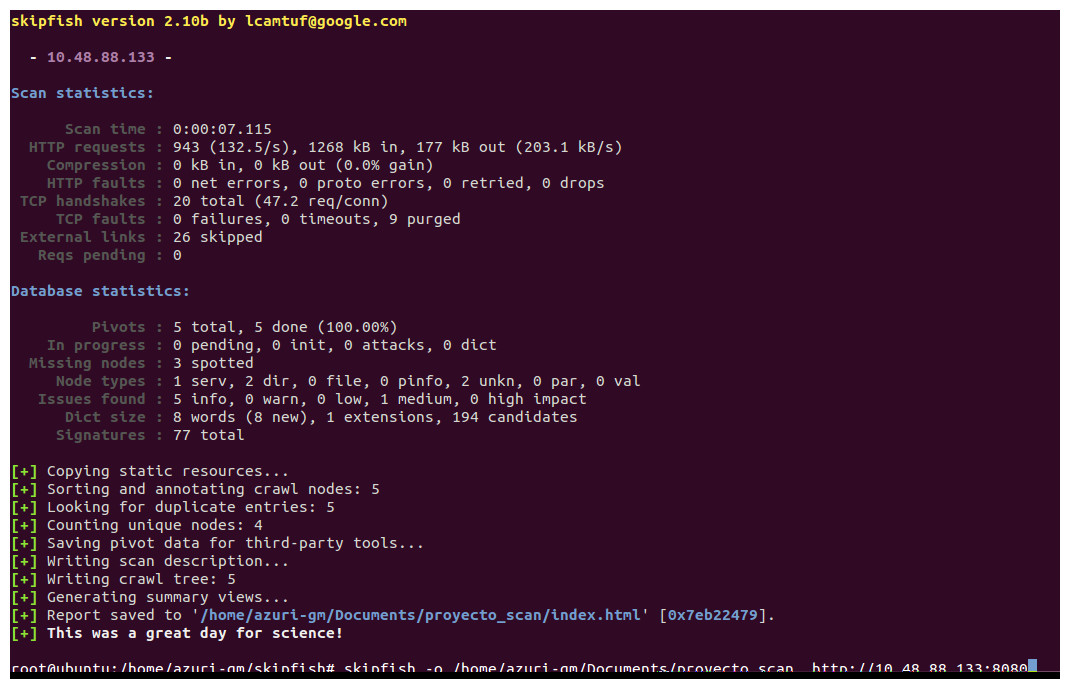 skipfish version 2.10b by lcamtuf@google.com
- 10.48.88.133 -
Scan statistics:
Scan time : 0:00:07.115
HTTP requests : 943 (132.5/s), 1268 kB in, 177 kB out (203.1 kB/s)
Compression : 0 kB in, 0 kB out (0.0% gain)
HTTP faults : 0 net errors, 0 proto errors, 0 retried, 0 drops
TCP handshakes : 20 total (47.2 req/conn)
TCP faults : 0 failures, 0 timeouts, 9 purged
External links : 26 skipped
Reqs pending : 0
Database statistics:
Pivots : 5 total, 5 done (100.00%)
In progress : 0 pending, 0 init, 0 attacks, 0 dict
Missing nodes : 3 spotted
Node types : 1 serv, 2 dir, 0 file, 0 pinfo, 2 unkn, 0 par, 0 val
Issues found : 5 info, 0 warn, 0 low, 1 medium, 0 high impact
Dict size : 8 words (8 new), 1 extensions, 194 candidates
Signatures : 77 total
[+] Copying static resources...
[+] Sorting and annotating crawl nodes: 5
[+] Looking for duplicate entries: 5
[+] Counting unique nodes: 4
[+] Saving pivot data for third-party tools...
[+] Writing scan description...
[+] Writing crawl tree: 5
[+] Generating summary views...
[+] Report saved to '/home/azuri-gm/Documents/proyecto_scan/index.html' [0x7eb22479].
[+] This was a great day for science!
root@ubuntu:/home/azuri-gm/skipfish# skipfish -o /home/azuri-gm/Documents/proyecto_scan  http://10.48.88.133:8080